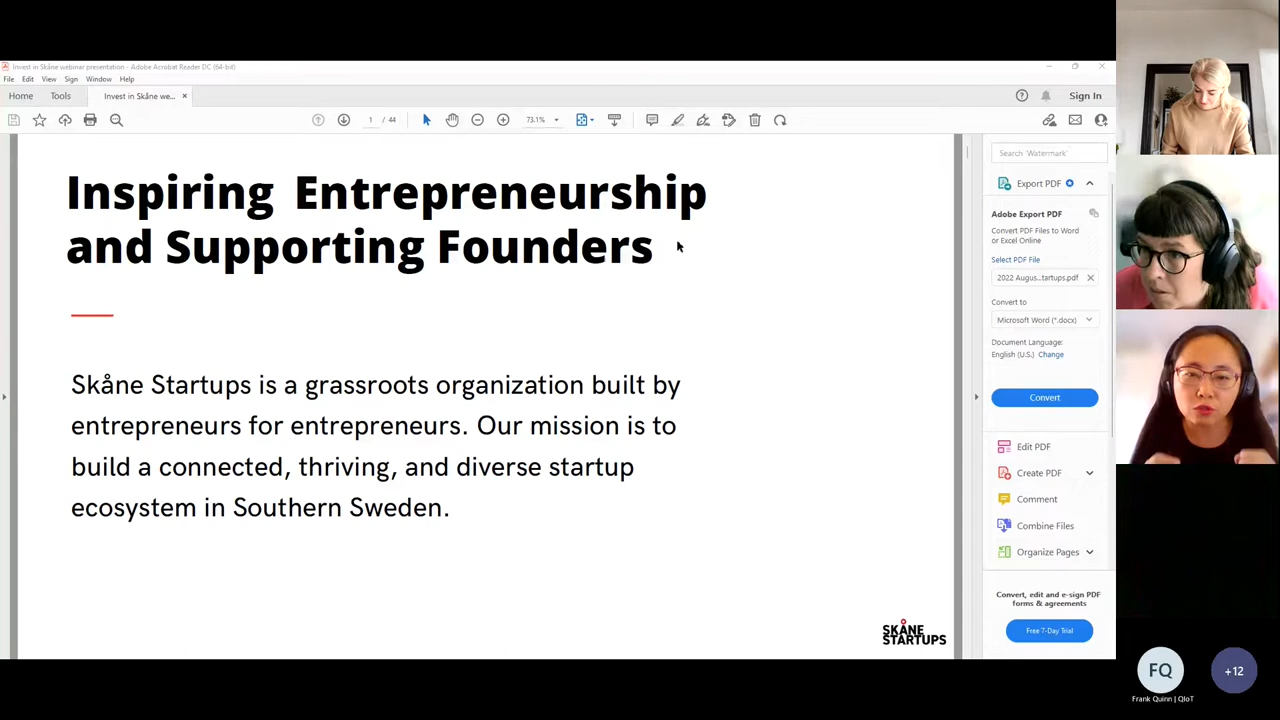 Invest in Skåne webinar presentation - Adobe Acrobat Reader DC (64-bit)
File Edit View Sign Window Help
Home Tools Invest in Skåne we... × ? Sign In
1 / 44 73.1%
Inspiring Entrepreneurship
and Supporting Founders
Skåne Startups is a grassroots organization built by
entrepreneurs for entrepreneurs. Our mission is to
build a connected, thriving, and diverse startup
ecosystem in Southern Sweden.
SKÅNE
STARTUPS
Search 'Watermark'
Export PDF
Adobe Export PDF
Convert PDF Files to Word
or Excel Online
Select PDF File
2022 Augus...tartups.pdf
Convert to
Microsoft Word (*.docx)
Document Language:
English (U.S.) Change
Convert
Edit PDF
Create PDF
Comment
Combine Files
Organize Pages
Convert, edit and e-sign PDF
forms & agreements
Free 7-Day Trial
FQ
+12
Frank Quinn | QIoT